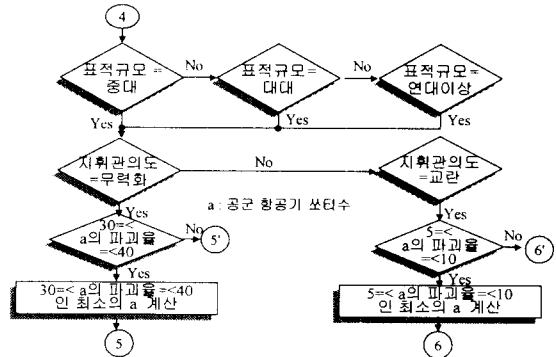 4
표적규모 =
중대
No
표적규모=
대대
No
표적규모=
연대이상
Yes
Yes
Yes
지휘관의도
=무력화
No
지휘관의도
=교란
a : 공군 항공기 쏘티수
Yes
Yes
30=<
a의 파괴율
=<40
No
5'
5=<
a의 파괴율
=<10
No
6'
Yes
Yes
30=< a의 파괴율=<40
인 최소의 a 계산
5=< a의 파괴율=<10
인 최소의 a 계산
5
6